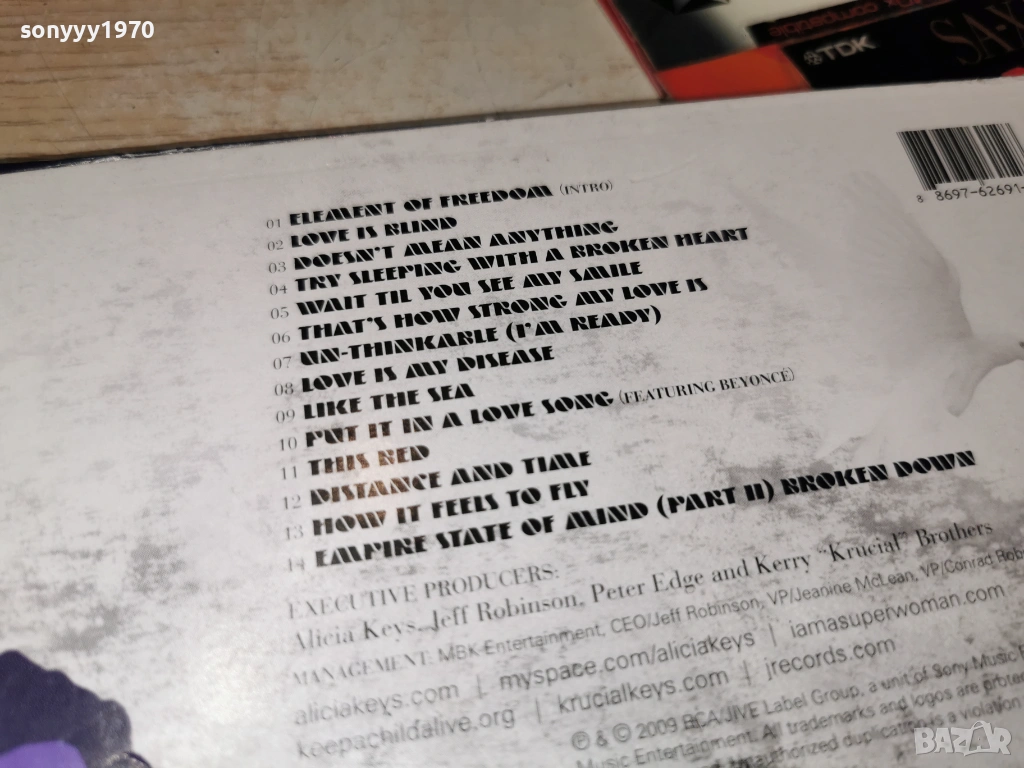 sonyyy1970
compatible
TDK
SA-X
8 8697-62691-
01 ELEMENT OF FREEDOM (INTRO)
02 LOVE IS BLIND
03 DOESN'T MEAN ANYTHING
04 TRY SLEEPING WITH A BROKEN HEART
05 WAIT TIL YOU SEE MY SMILE
06 THAT'S HOW STRONG MY LOVE IS
07 UN-THINKABLE (I'M READY)
08 LOVE IS MY DISEASE
09 LIKE THE SEA
10 PUT IT IN A LOVE SONG (FEATURING BEYONCÉ)
11 THIS BED
12 DISTANCE AND TIME
13 HOW IT FEELS TO FLY
14 EMPIRE STATE OF MIND (PART II) BROKEN DOWN
EXECUTIVE PRODUCERS:
Alicia Keys, Jeff Robinson, Peter Edge and Kerry "Krucial" Brothers
MANAGEMENT: MBK Entertainment, CEO/Jeff Robinson, VP/Jeanine McLean, VP/Conrad Rob
aliciakeys.com | myspace.com/aliciakeys | iamasuperwoman.com
keepachildalive.org | krucialkeys.com | jrecords.com
℗ & © 2009 RCA/JIVE Label Group, a unit of Sony Music
Music Entertainment. All trademarks and logos are protec
duplication is a violation
BAZAR